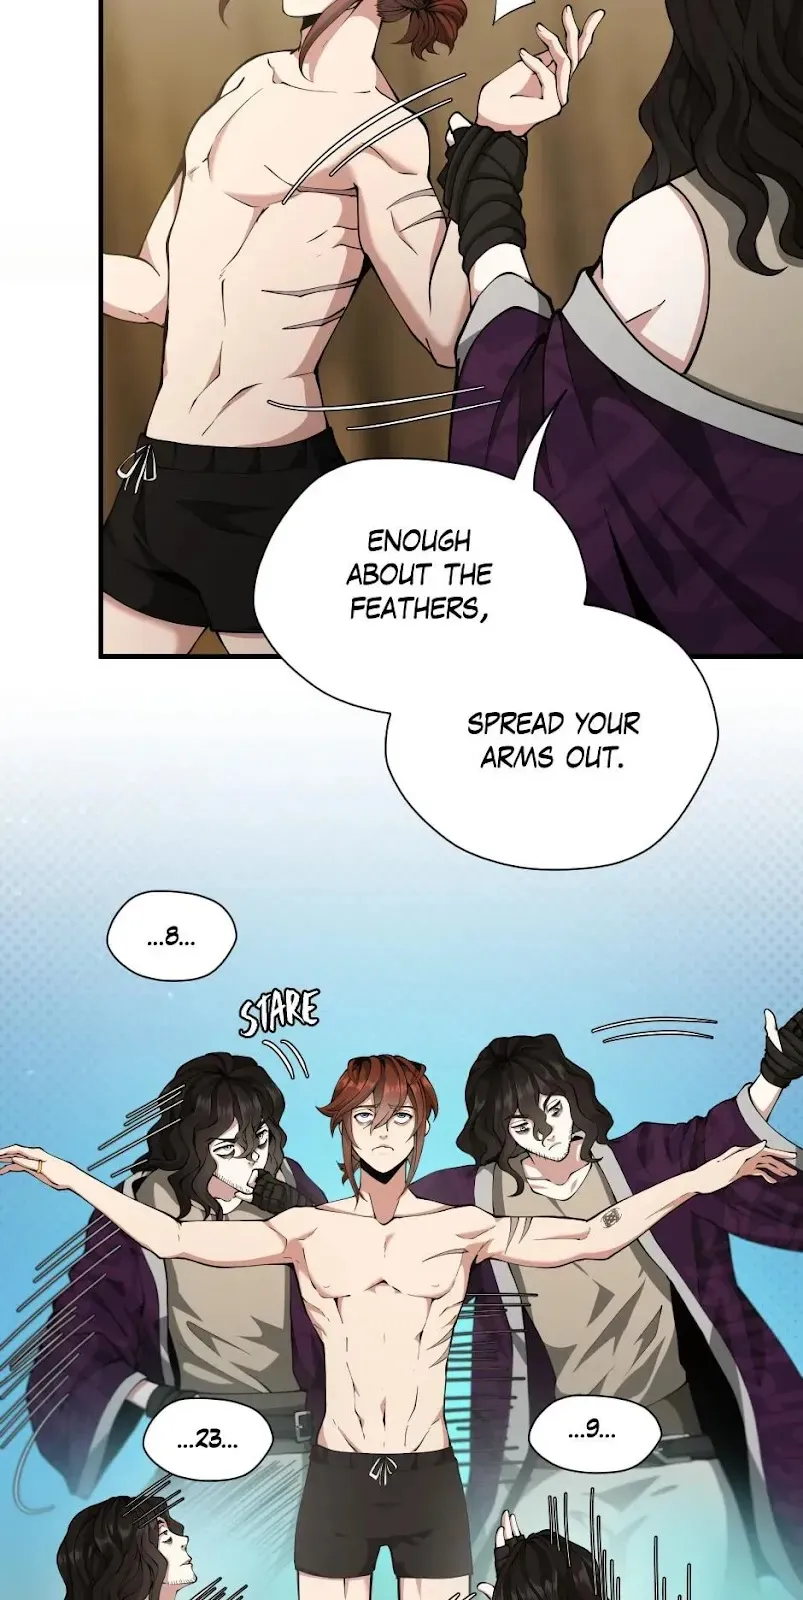 ENOUGH
ABOUT THE
FEATHERS,
SPREAD YOUR
ARMS OUT.
...8...
STARE
...23...
...9...